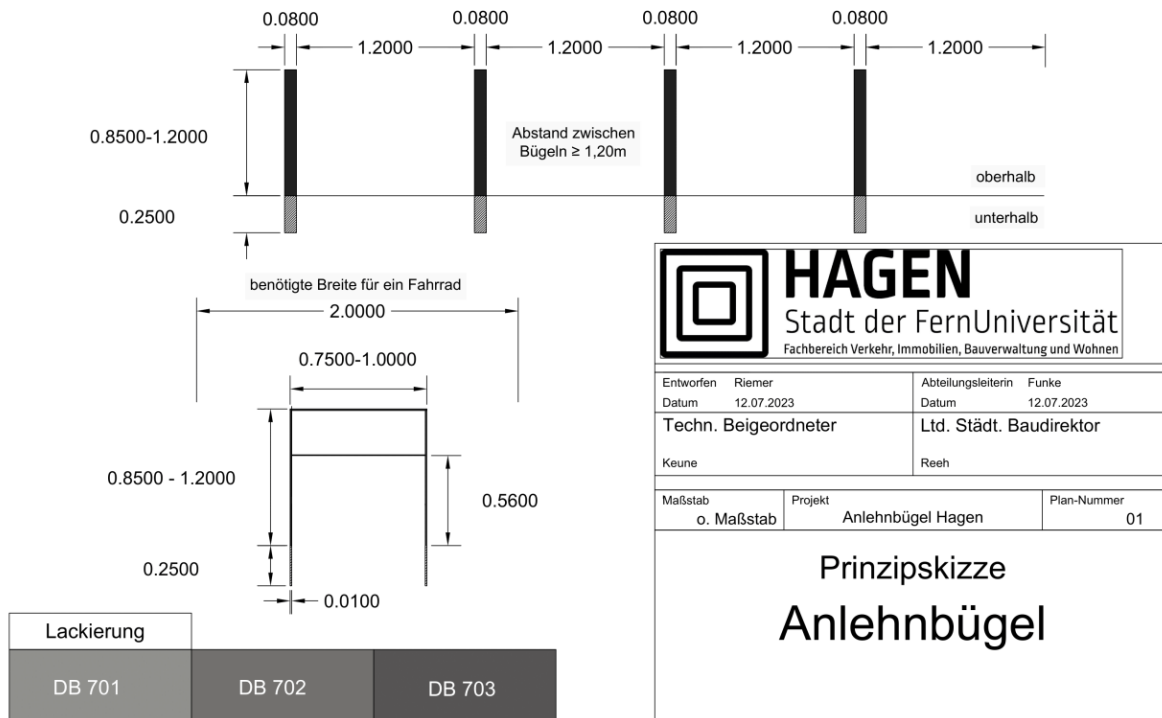 0.0800 0.0800 0.0800 0.0800
1.2000 1.2000 1.2000 1.2000
0.8500-1.2000
Abstand zwischen
Bügeln ≥ 1,20m
oberhalb
0.2500
unterhalb
benötigte Breite für ein Fahrrad
2.0000
0.7500-1.0000
0.8500 - 1.2000
0.5600
0.2500
0.0100
Lackierung
DB 701 DB 702 DB 703
HAGEN
Stadt der FernUniversität
Fachbereich Verkehr, Immobilien, Bauverwaltung und Wohnen
Entworfen Riemer Abteilungsleiterin Funke
Datum 12.07.2023 Datum 12.07.2023
Techn. Beigeordneter Ltd. Städt. Baudirektor
Keune Reeh
Maßstab Projekt Plan-Nummer
o. Maßstab Anlehnbügel Hagen 01
Prinzipskizze
Anlehnbügel